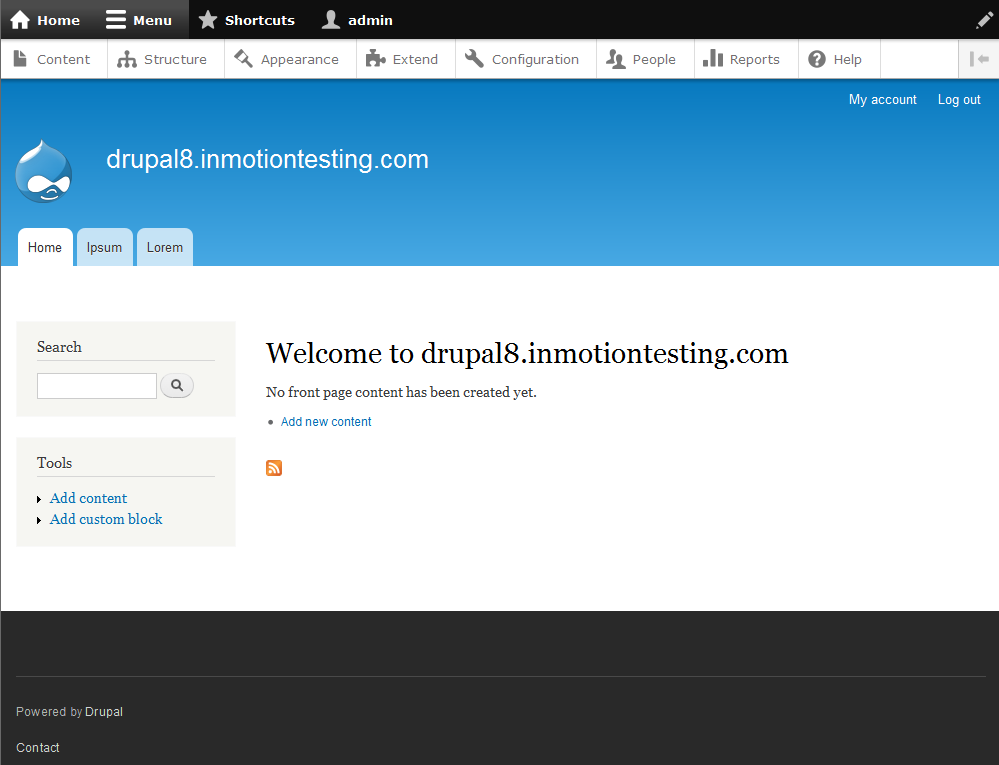 Home Menu Shortcuts admin
Content Structure Appearance Extend Configuration People Reports Help
My account Log out
drupal8.inmotiontesting.com
Home Ipsum Lorem
Search
Tools
Add content
Add custom block
Welcome to drupal8.inmotiontesting.com
No front page content has been created yet.
Add new content
Powered by Drupal
Contact